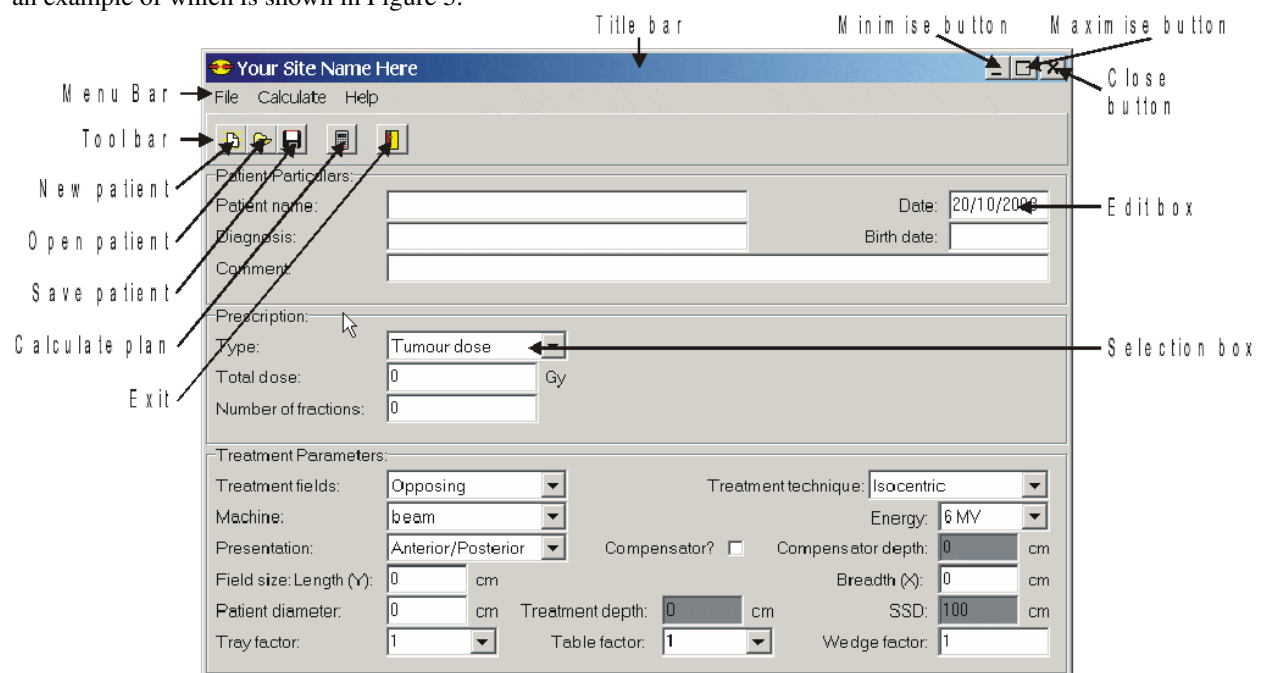 an example of which is shown in Figure 3.
Title bar
Minimise button
Maximise button
Your Site Name Here
Close
button
Menu Bar
File Calculate Help
Toolbar
New patient
Patient Particulars:
Patient name:
Date: 20/10/2003
Edit box
Open patient
Diagnosis:
Birth date:
Comment:
Save patient
Prescription:
Calculate plan
Type: Tumour dose
Selection box
Total dose: 0 Gy
Exit
Number of fractions: 0
Treatment Parameters:
Treatment fields: Opposing Treatment technique: Isocentric
Machine: beam Energy: 6 MV
Presentation: Anterior/Posterior Compensator? Compensator depth: 0 cm
Field size: Length (Y): 0 cm Breadth (X): 0 cm
Patient diameter: 0 cm Treatment depth: 0 cm SSD: 100 cm
Tray factor: 1 Table factor: 1 Wedge factor: 1